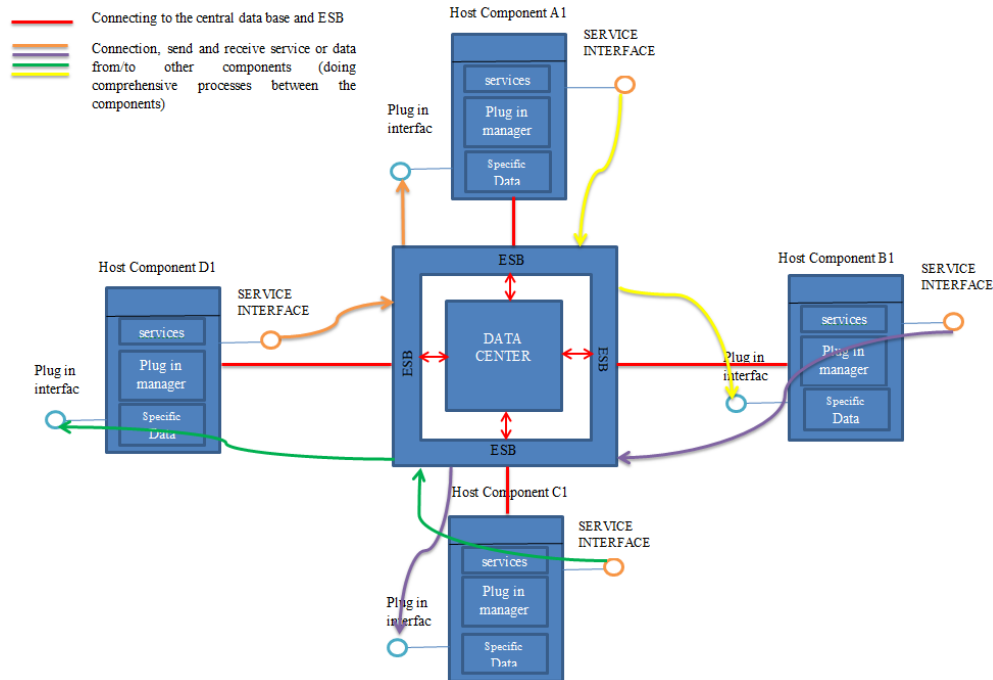 Connecting to the central data base and ESB
Connection, send and receive service or data
from/to other components (doing
comprehensive processes between the
components)
Host Component A1
SERVICE
INTERFACE
services
Plug in
manager
Specific
Data
Plug in
interfac
ESB
Host Component D1
SERVICE
INTERFACE
services
Plug in
manager
Specific
Data
Plug in
interfac
ESB
DATA
CENTER
ESB
Host Component B1
SERVICE
INTERFACE
services
Plug in
manager
Specific
Data
Plug in
interfac
ESB
Host Component C1
SERVICE
INTERFACE
services
Plug in
manager
Specific
Data
Plug in
interfac